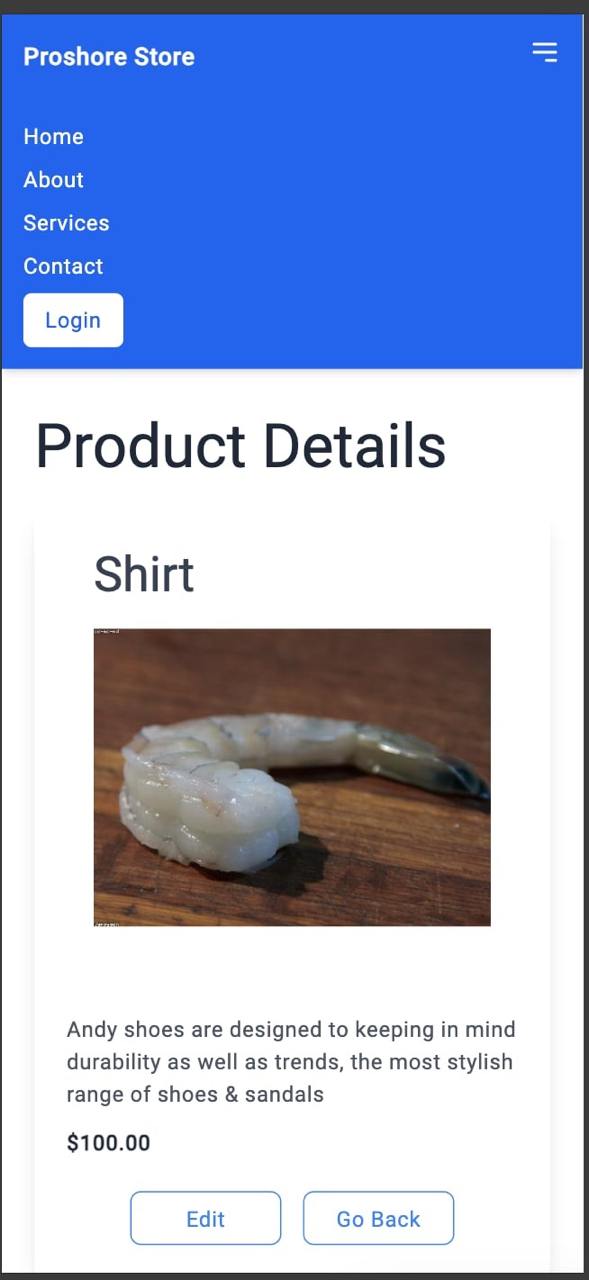 Proshore Store
Home
About
Services
Contact
Login
Product Details
Shirt
Andy shoes are designed to keeping in mind
durability as well as trends, the most stylish
range of shoes & sandals
$100.00
Edit
Go Back